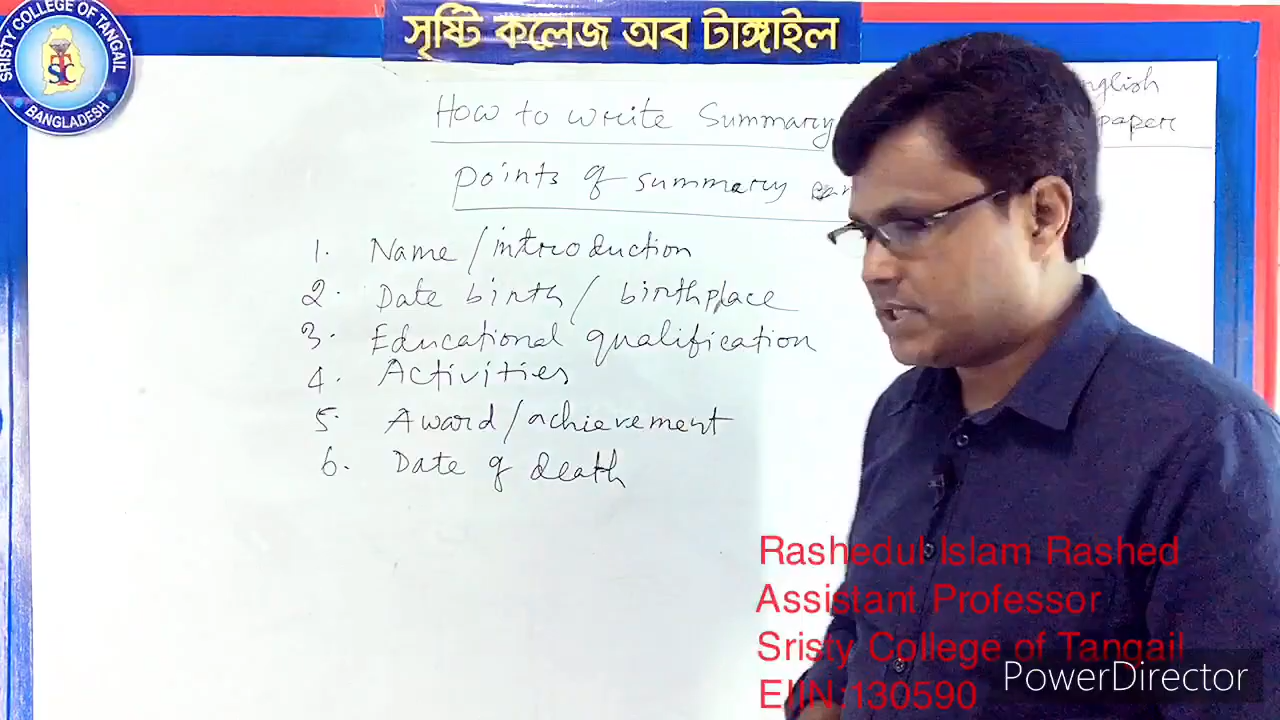 SRISTY COLLEGE OF TANGAIL
BANGLADESH
সৃষ্টি কলেজ অব টাঙ্গাইল
How to write Summary
points of summary
paper
1. Name/introduction
2. Date birth/ birthplace
3. Educational qualification
4. Activities
5. Award/achievement
6. Date of death
Rashedul Islam Rashed
Assistant Professor
Sristy College of Tangail
EIIN:130590
PowerDirector